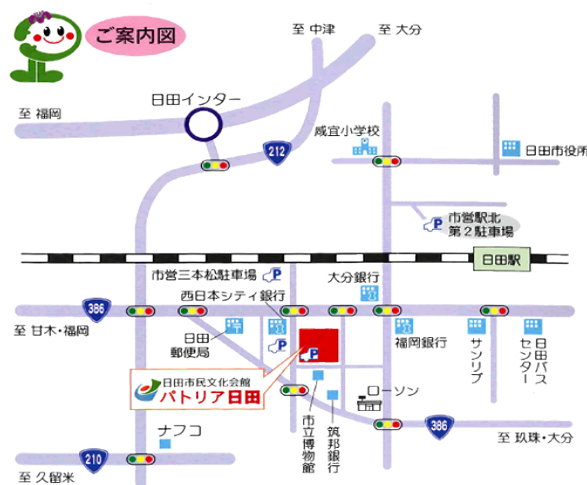 ご案内図
至 中津
至 大分
日田インター
至 福岡
212
咸宜小学校
日田市役所
市営駅北
第2駐車場
P
日田駅
市営三本松駐車場
P
大分銀行
西日本シティ銀行
386
至 甘木・福岡
日田
郵便局
P
P
福岡銀行
サンリブ
日田バス
センター
日田市民文化会館
パトリア日田
市立博物館
筑邦銀行
ローソン
386
至 玖珠・大分
ナフコ
210
至 久留米